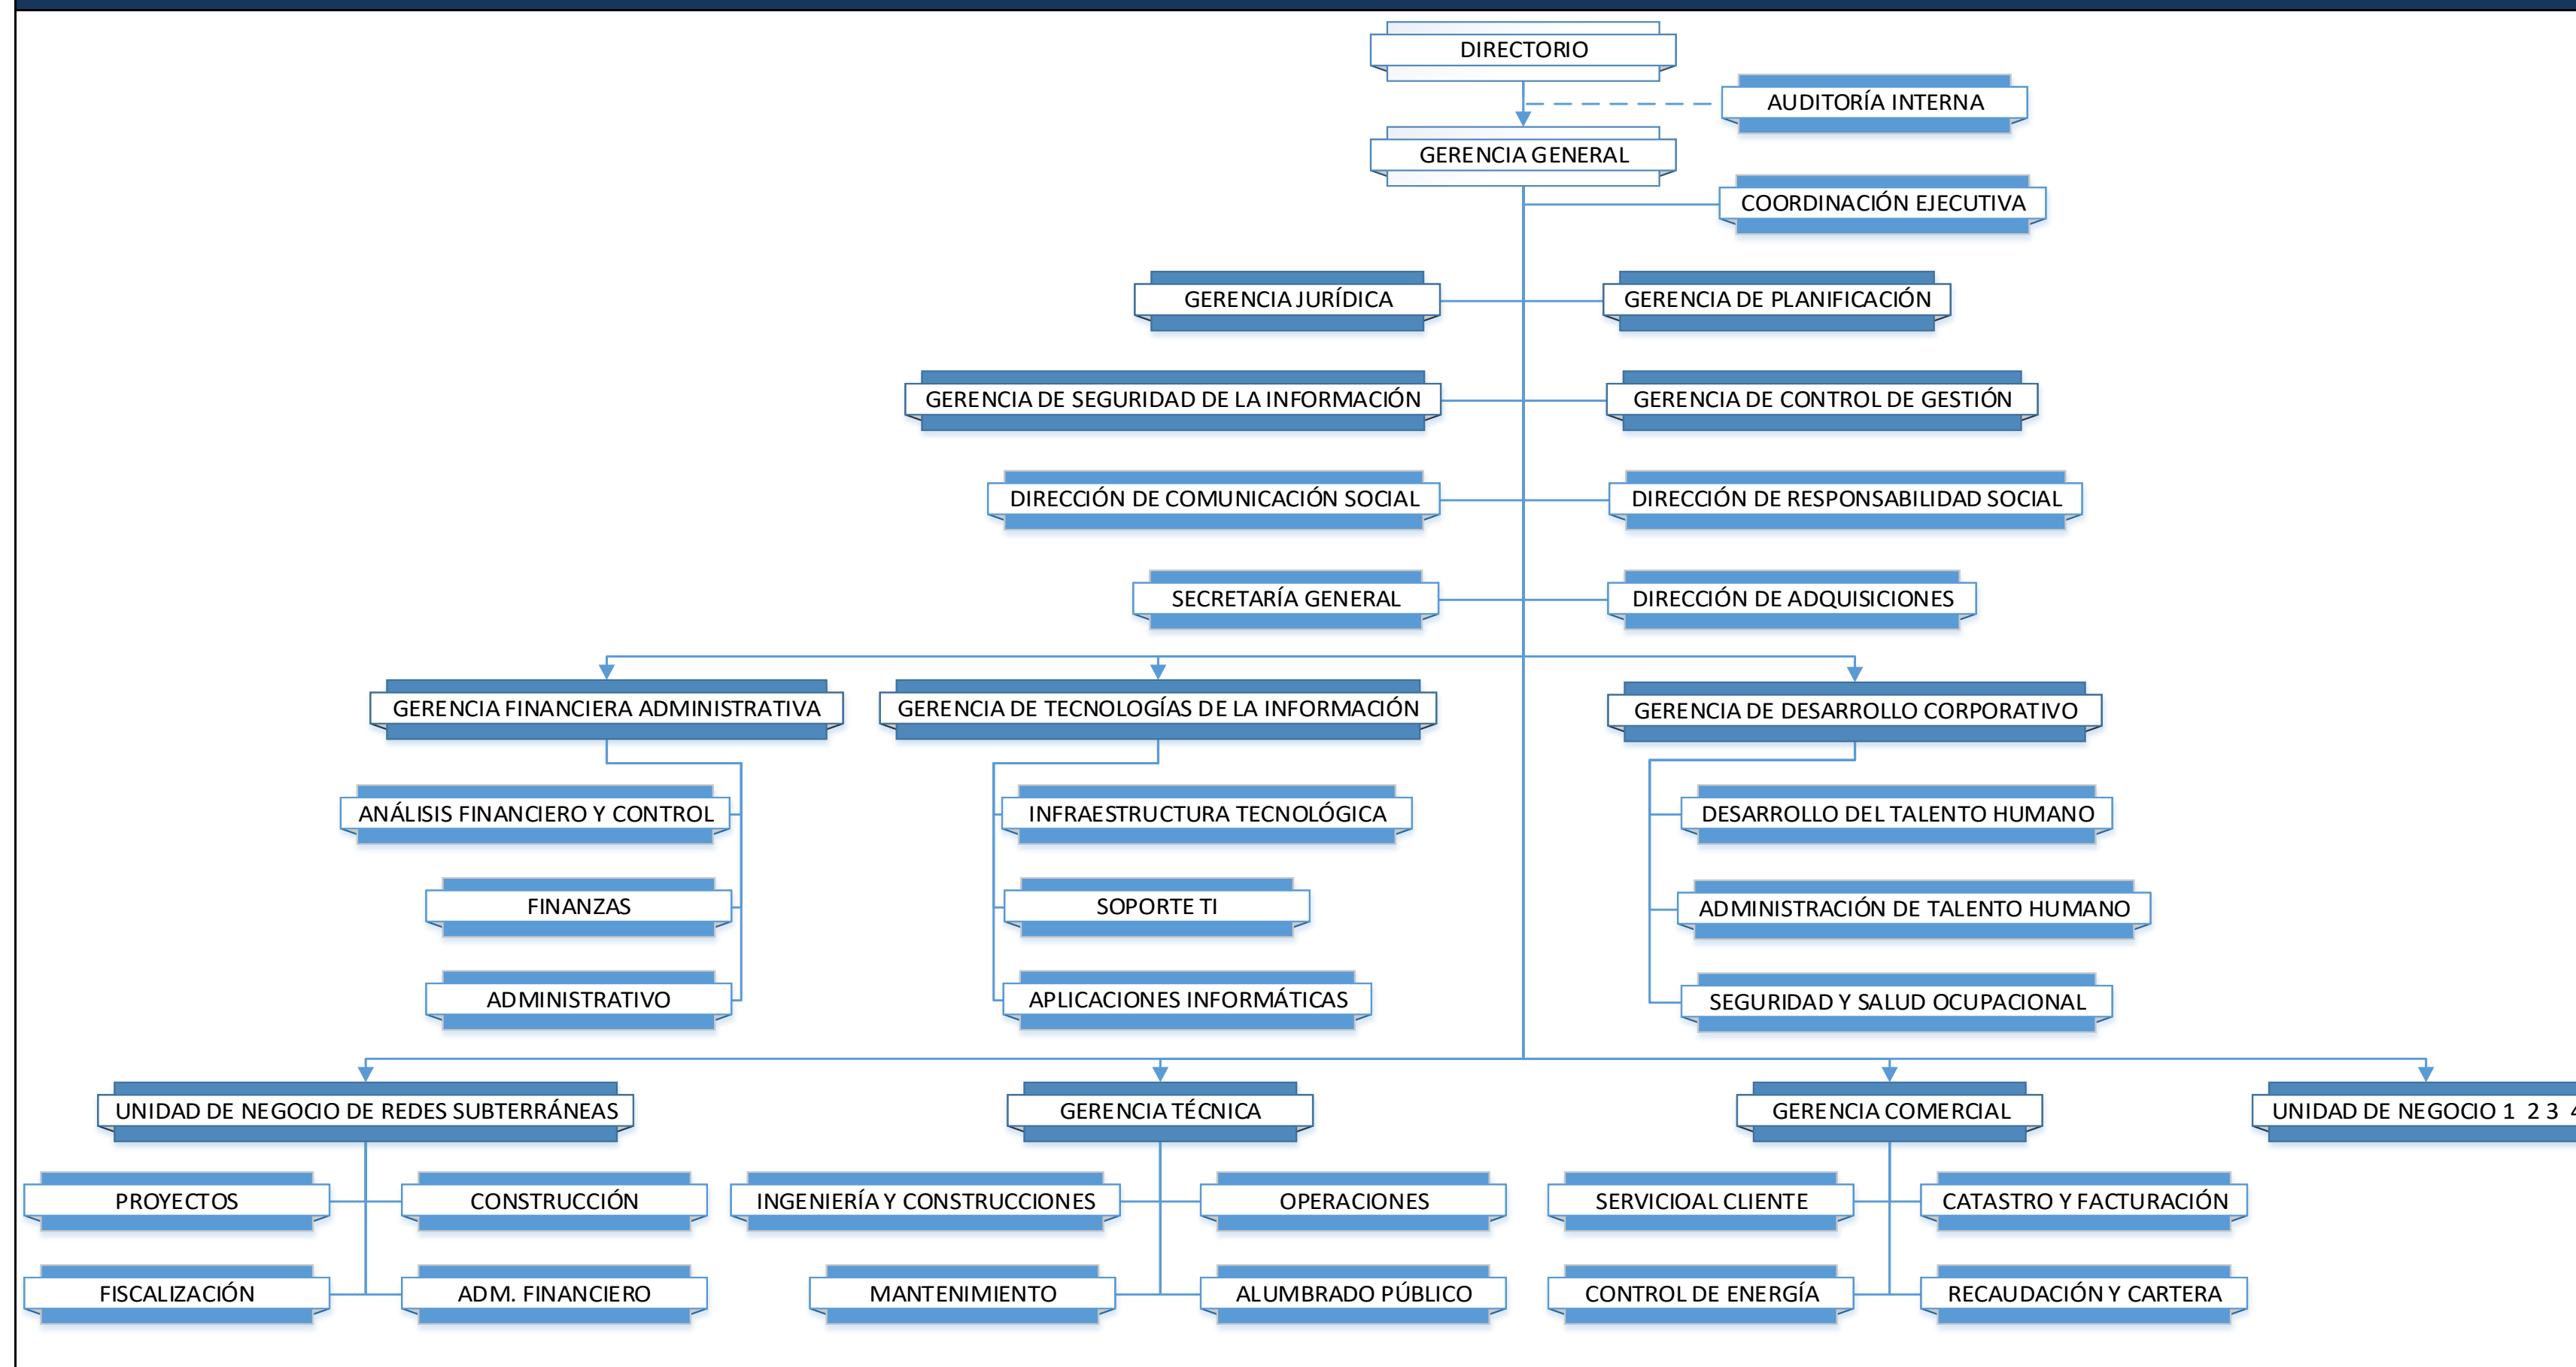 DIRECTORIO
AUDITORÍA INTERNA
GERENCIA GENERAL
COORDINACIÓN EJECUTIVA
GERENCIA JURÍDICA
GERENCIA DE PLANIFICACIÓN
GERENCIA DE SEGURIDAD DE LA INFORMACIÓN
GERENCIA DE CONTROL DE GESTIÓN
DIRECCIÓN DE COMUNICACIÓN SOCIAL
DIRECCIÓN DE RESPONSABILIDAD SOCIAL
SECRETARÍA GENERAL
DIRECCIÓN DE ADQUISICIONES
GERENCIA FINANCIERA ADMINISTRATIVA
GERENCIA DE TECNOLOGÍAS DE LA INFORMACIÓN
GERENCIA DE DESARROLLO CORPORATIVO
ANÁLISIS FINANCIERO Y CONTROL
INFRAESTRUCTURA TECNOLÓGICA
DESARROLLO DEL TALENTO HUMANO
FINANZAS
SOPORTE TI
ADMINISTRACIÓN DE TALENTO HUMANO
ADMINISTRATIVO
APLICACIONES INFORMÁTICAS
SEGURIDAD Y SALUD OCUPACIONAL
UNIDAD DE NEGOCIO DE REDES SUBTERRÁNEAS
GERENCIA TÉCNICA
GERENCIA COMERCIAL
UNIDAD DE NEGOCIO 1 2 3 4
PROYECTOS
CONSTRUCCIÓN
INGENIERÍA Y CONSTRUCCIONES
OPERACIONES
SERVICIOAL CLIENTE
CATASTRO Y FACTURACIÓN
FISCALIZACIÓN
ADM. FINANCIERO
MANTENIMIENTO
ALUMBRADO PÚBLICO
CONTROL DE ENERGÍA
RECAUDACIÓN Y CARTERA